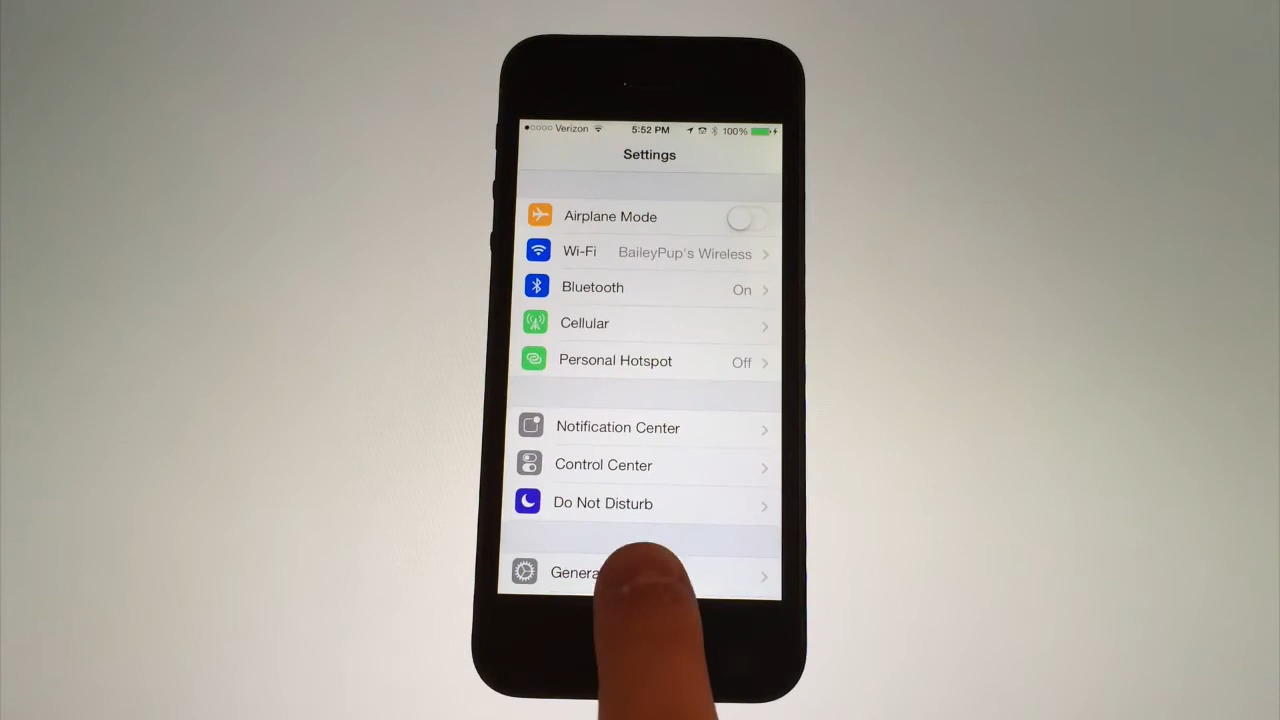 Verizon 5:52 PM 100%
Settings
Airplane Mode
Wi-Fi BaileyPup's Wireless
Bluetooth On
Cellular
Personal Hotspot Off
Notification Center
Control Center
Do Not Disturb
Genera